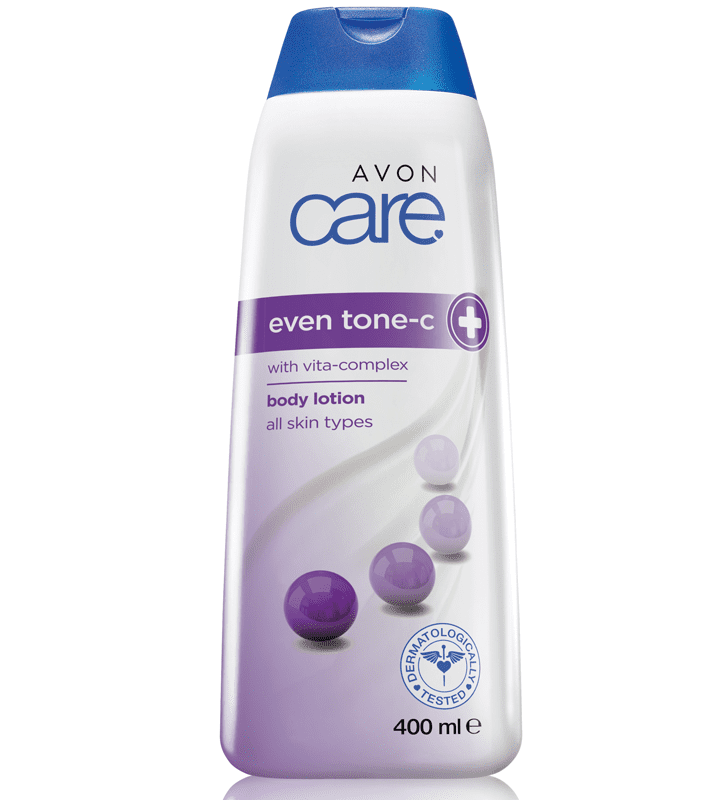 AVON
care
even tone-c
with vita-complex
body lotion
all skin types
DERMATOLOGICALLY
TESTED
400 ml e